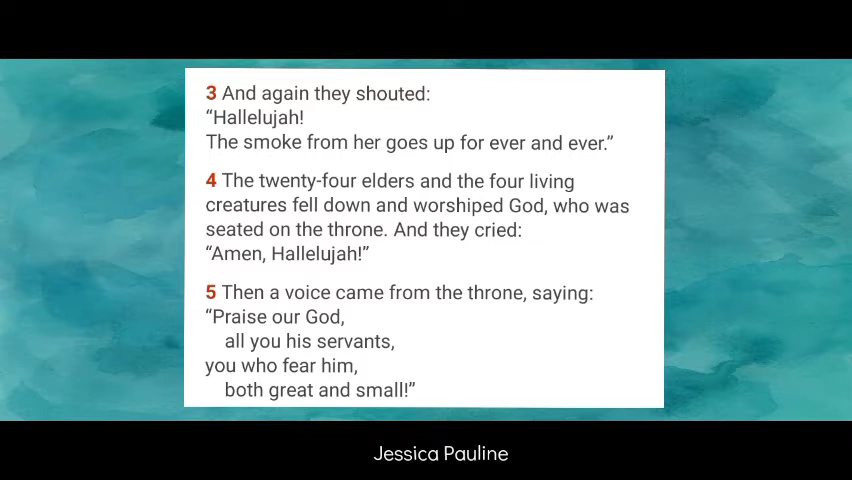 3 And again they shouted:
“Hallelujah!
The smoke from her goes up for ever and ever.”
4 The twenty-four elders and the four living
creatures fell down and worshiped God, who was
seated on the throne. And they cried:
“Amen, Hallelujah!”
5 Then a voice came from the throne, saying:
“Praise our God,
all you his servants,
you who fear him,
both great and small!”
Jessica Pauline